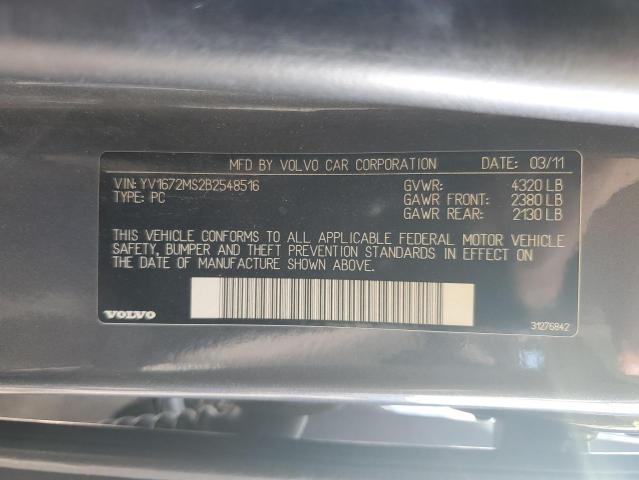 MFD BY VOLVO CAR CORPORATION DATE: 03/11
VIN: YV1672MS2B2548516 GVWR: 4320 LB
TYPE: PC GAWR FRONT: 2380 LB
GAWR REAR: 2130 LB
THIS VEHICLE CONFORMS TO ALL APPLICABLE FEDERAL MOTOR VEHICLE
SAFETY, BUMPER AND THEFT PREVENTION STANDARDS IN EFFECT ON
THE DATE OF MANUFACTURE SHOWN ABOVE.
VOLVO 31276842